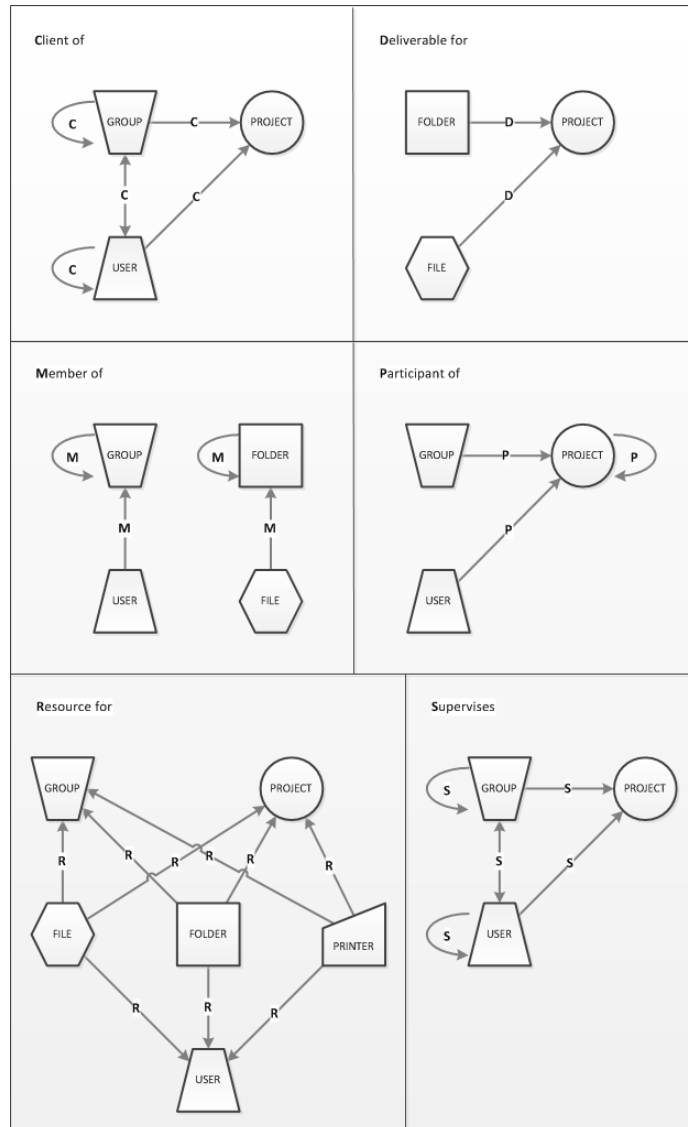 Client of
GROUP
C
PROJECT
C
C
C
USER
C
Deliverable for
FOLDER
D
PROJECT
D
FILE
Member of
GROUP
M
FOLDER
M
M
M
USER
FILE
Participant of
GROUP
P
PROJECT
P
P
USER
Resource for
GROUP
PROJECT
R
R
R
R
R
R
FILE
FOLDER
PRINTER
R
R
R
USER
Supervises
GROUP
S
S
PROJECT
S
S
USER
S